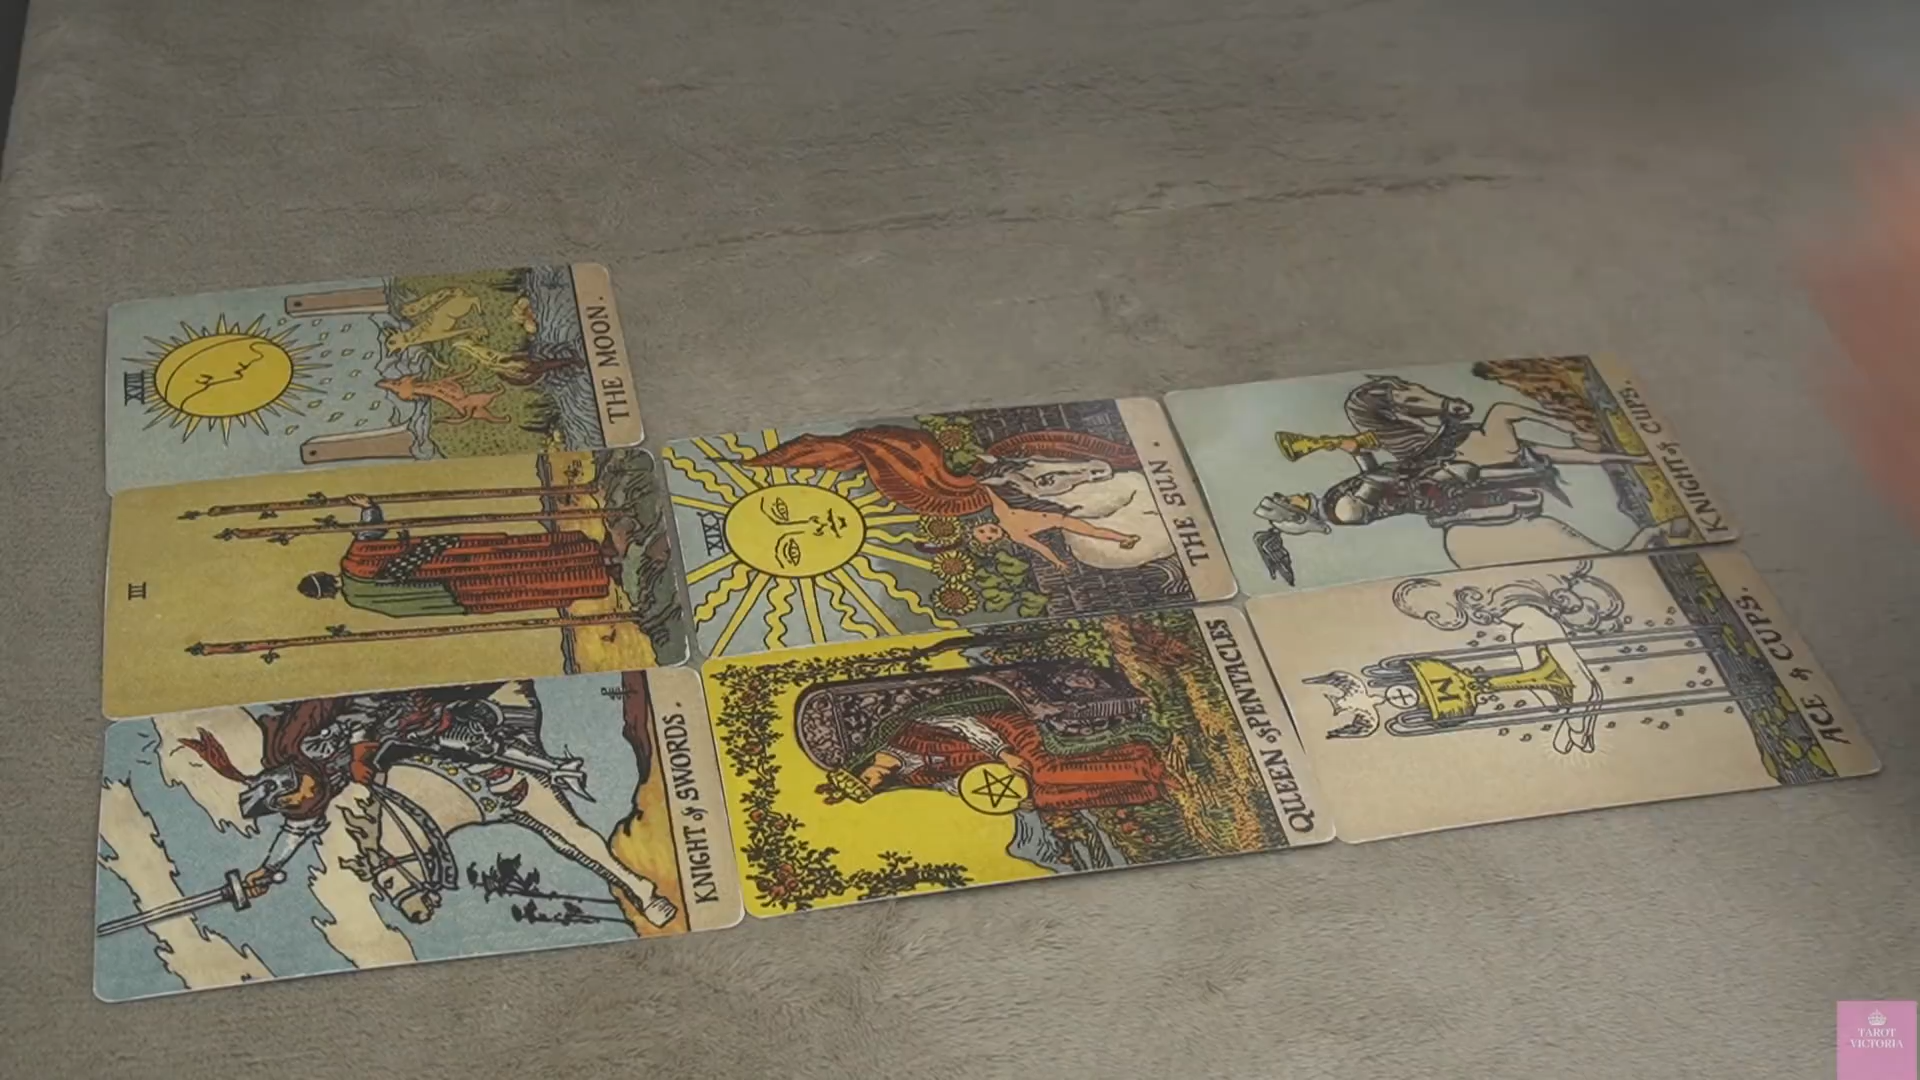 XVIII
THE MOON.
III
XIX
THE SUN.
KNIGHT of CUPS.
KNIGHT of SWORDS.
QUEEN of PENTACLES
ACE of CUPS.
TAROT
VICTORIA